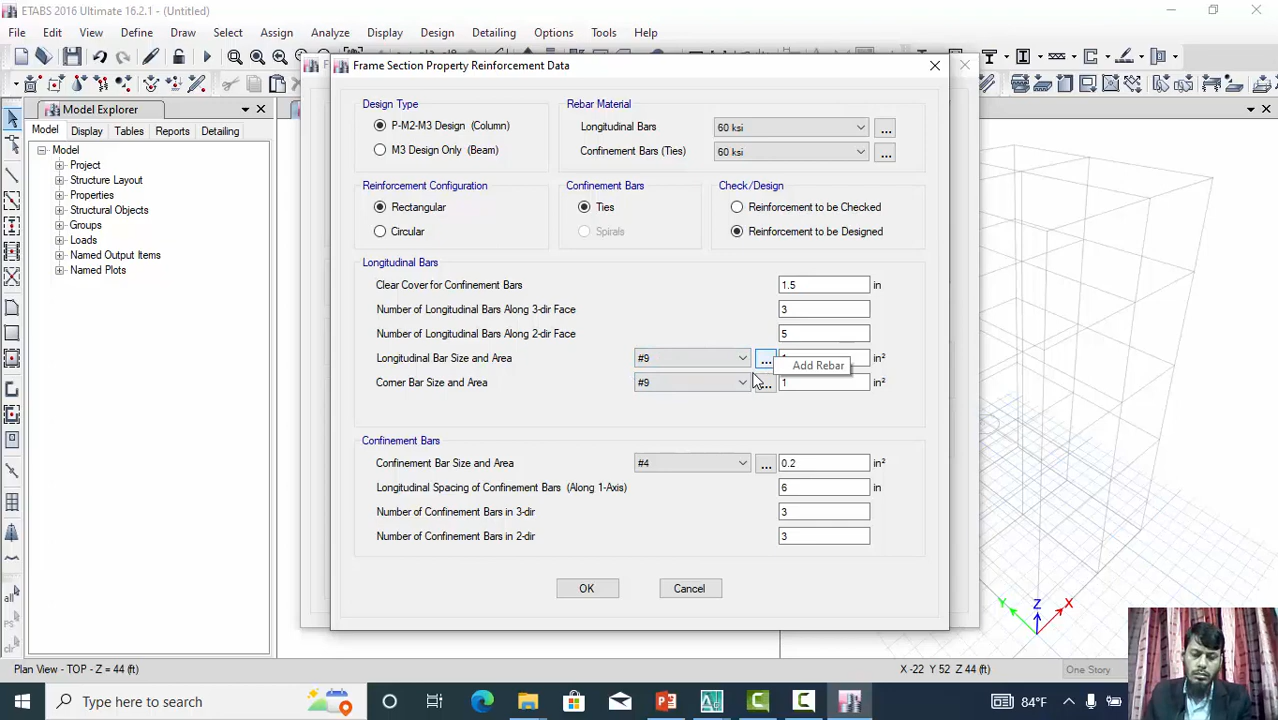 ETABS 2016 Ultimate 16.2.1 - (Untitled)
File Edit View Define Draw Select Assign Analyze Display Design Detailing Options Tools Help
Frame Section Property Reinforcement Data
Model Explorer
Model Display Tables Reports Detailing
Model
Project
Structure Layout
Properties
Structural Objects
Groups
Loads
Named Output Items
Named Plots
Design Type
P-M2-M3 Design (Column)
M3 Design Only (Beam)
Rebar Material
Longitudinal Bars 60 ksi ...
Confinement Bars (Ties) 60 ksi ...
Reinforcement Configuration
Rectangular
Circular
Confinement Bars
Ties
Spirals
Check/Design
Reinforcement to be Checked
Reinforcement to be Designed
Longitudinal Bars
Clear Cover for Confinement Bars 1.5 in
Number of Longitudinal Bars Along 3-dir Face 3
Number of Longitudinal Bars Along 2-dir Face 5
Longitudinal Bar Size and Area #9 ... in²
Add Rebar
Corner Bar Size and Area #9 ... 1 in²
Confinement Bars
Confinement Bar Size and Area #4 ... 0.2 in²
Longitudinal Spacing of Confinement Bars (Along 1-Axis) 6 in
Number of Confinement Bars in 3-dir 3
Number of Confinement Bars in 2-dir 3
OK Cancel
all
PS
clr
Z
Y X
Plan View - TOP - Z = 44 (ft) X -22 Y 52 Z 44 (ft) One Story
Type here to search 84°F